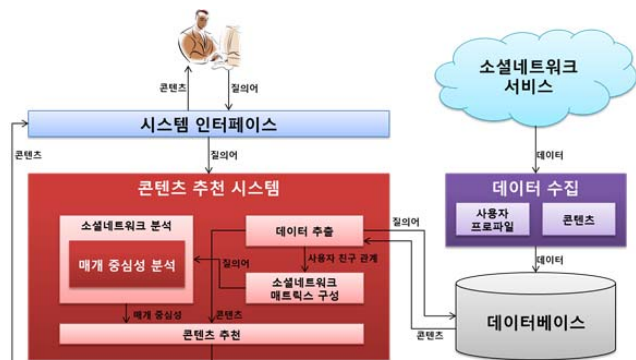 콘텐츠
질의어
소셜네트워크
서비스
시스템 인터페이스
콘텐츠
질의어
데이터
콘텐츠 추천 시스템
데이터 수집
소셜네트워크 분석
매개 중심성 분석
데이터 추출
질의어
사용자
프로파일
콘텐츠
질의어
사용자 친구 관계
소셜네트워크
매트릭스 구성
데이터
매개 중심성
콘텐츠
콘텐츠
데이터베이스
콘텐츠 추천